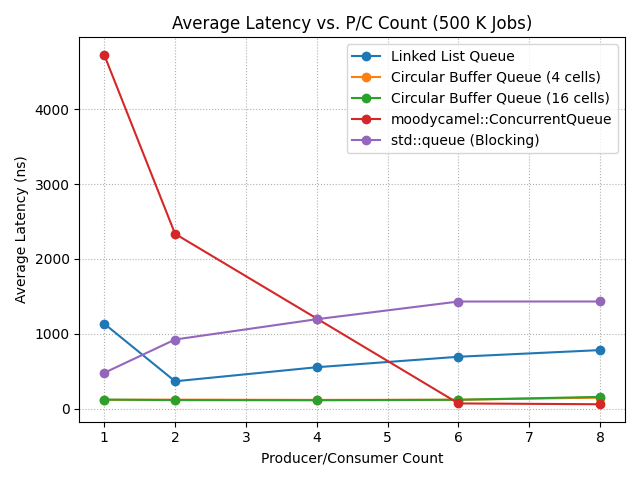 Average Latency vs. P/C Count (500 K Jobs)
Linked List Queue
Circular Buffer Queue (4 cells)
Circular Buffer Queue (16 cells)
moodycamel::ConcurrentQueue
std::queue (Blocking)
Average Latency (ns)
4000
3000
2000
1000
0
1 2 3 4 5 6 7 8
Producer/Consumer Count